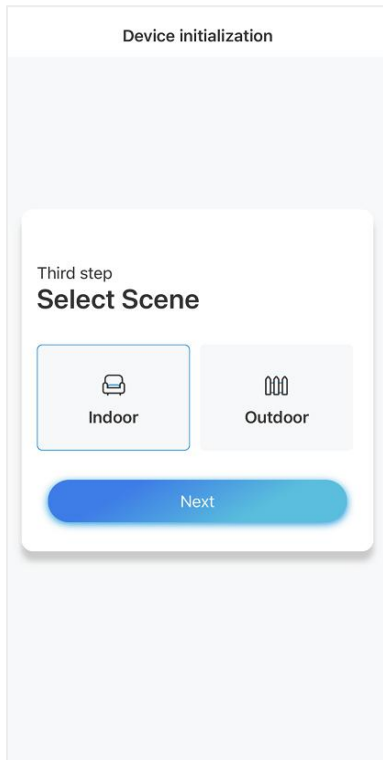 Device initialization
Third step
Select Scene
Indoor
Outdoor
Next